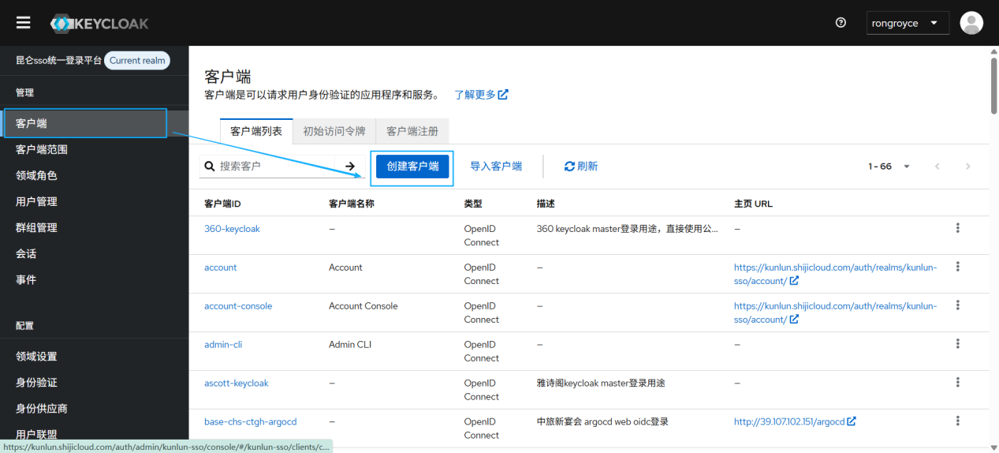 KEYCLOAK
rongroyce
昆仑sso统一登录平台 Current realm
管理
客户端
客户端范围
领域角色
用户管理
群组管理
会话
事件
配置
领域设置
身份验证
身份供应商
用户联盟
客户端
客户端是可以请求用户身份验证的应用程序和服务。 了解更多
客户端列表 初始访问令牌 客户端注册
搜索客户 创建客户端 导入客户端 刷新 1 - 66
客户端ID 客户端名称 类型 描述 主页 URL
360-keycloak – OpenID Connect 360 keycloak master登录用途，直接使用公... –
account Account OpenID Connect – https://kunlun.shijicloud.com/auth/realms/kunlun-sso/account/
account-console Account Console OpenID Connect – https://kunlun.shijicloud.com/auth/realms/kunlun-sso/account/
admin-cli Admin CLI OpenID Connect – –
ascott-keycloak – OpenID Connect 雅诗阁keycloak master登录用途 –
base-chs-ctgh-argocd – OpenID Connect 中旅新宴会 argocd web oidc登录 http://39.107.102.151/argocd
https://kunlun.shijicloud.com/auth/admin/kunlun-sso/console/#/kunlun-sso/clients/c...